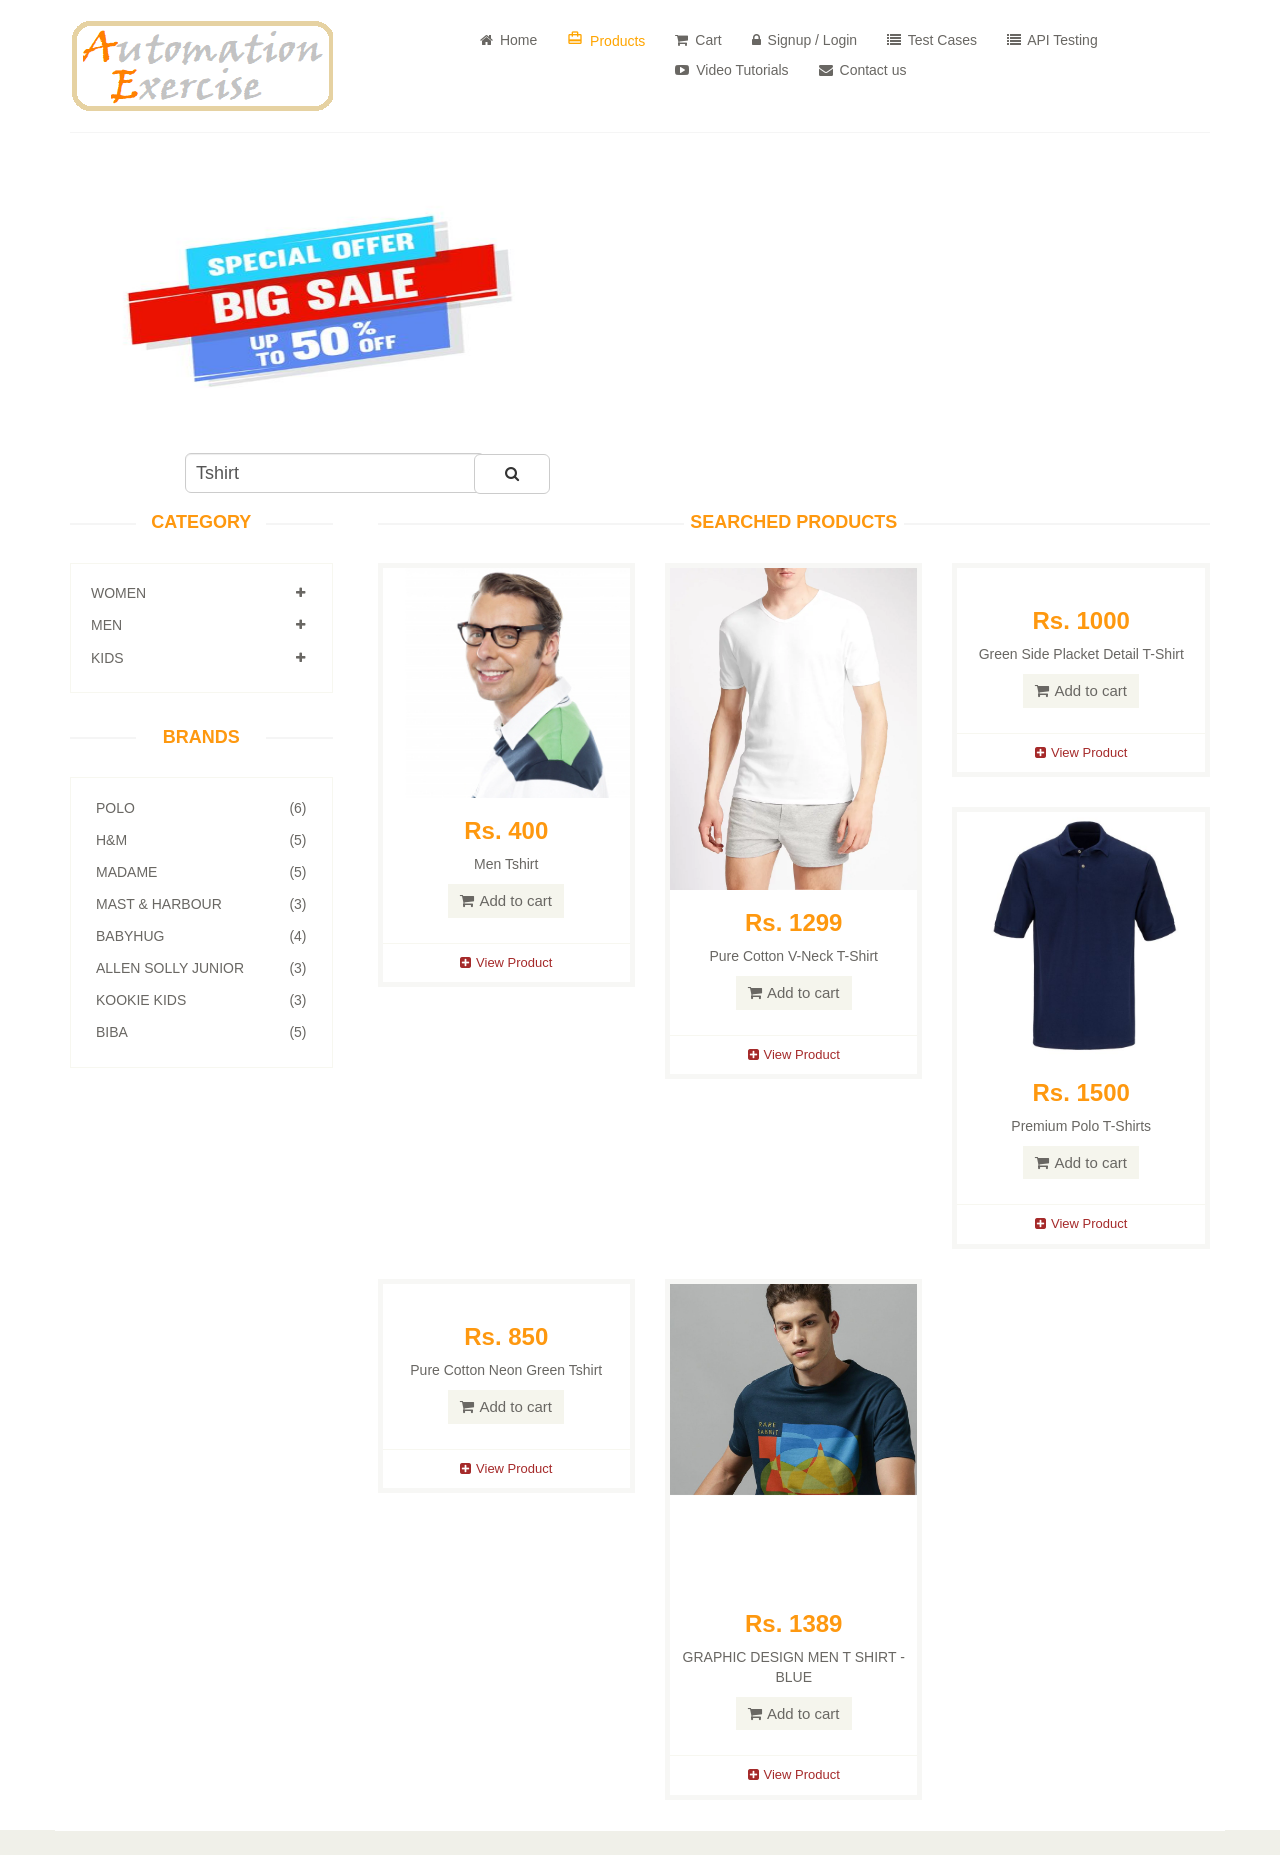 Automation
Exercise
Home
Products
Cart
Signup / Login
Test Cases
API Testing
Video Tutorials
Contact us
SPECIAL OFFER
BIG SALE
UP TO 50% OFF
Tshirt
CATEGORY
WOMEN
MEN
KIDS
BRANDS
POLO (6)
H&M (5)
MADAME (5)
MAST & HARBOUR (3)
BABYHUG (4)
ALLEN SOLLY JUNIOR (3)
KOOKIE KIDS (3)
BIBA (5)
SEARCHED PRODUCTS
Rs. 400
Men Tshirt
Add to cart
View Product
Rs. 1299
Pure Cotton V-Neck T-Shirt
Add to cart
View Product
Rs. 1000
Green Side Placket Detail T-Shirt
Add to cart
View Product
Rs. 1500
Premium Polo T-Shirts
Add to cart
View Product
Rs. 850
Pure Cotton Neon Green Tshirt
Add to cart
View Product
RARE
RABBIT
Rs. 1389
GRAPHIC DESIGN MEN T SHIRT -
BLUE
Add to cart
View Product